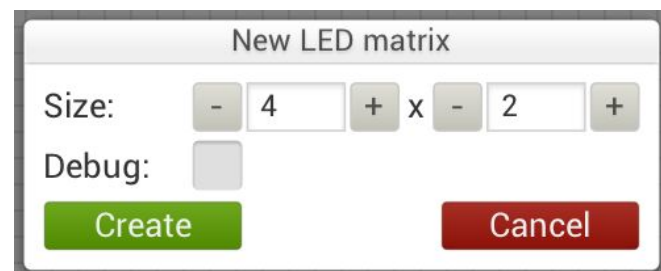 New LED matrix
Size: - 4 + x - 2 +
Debug:
Create Cancel